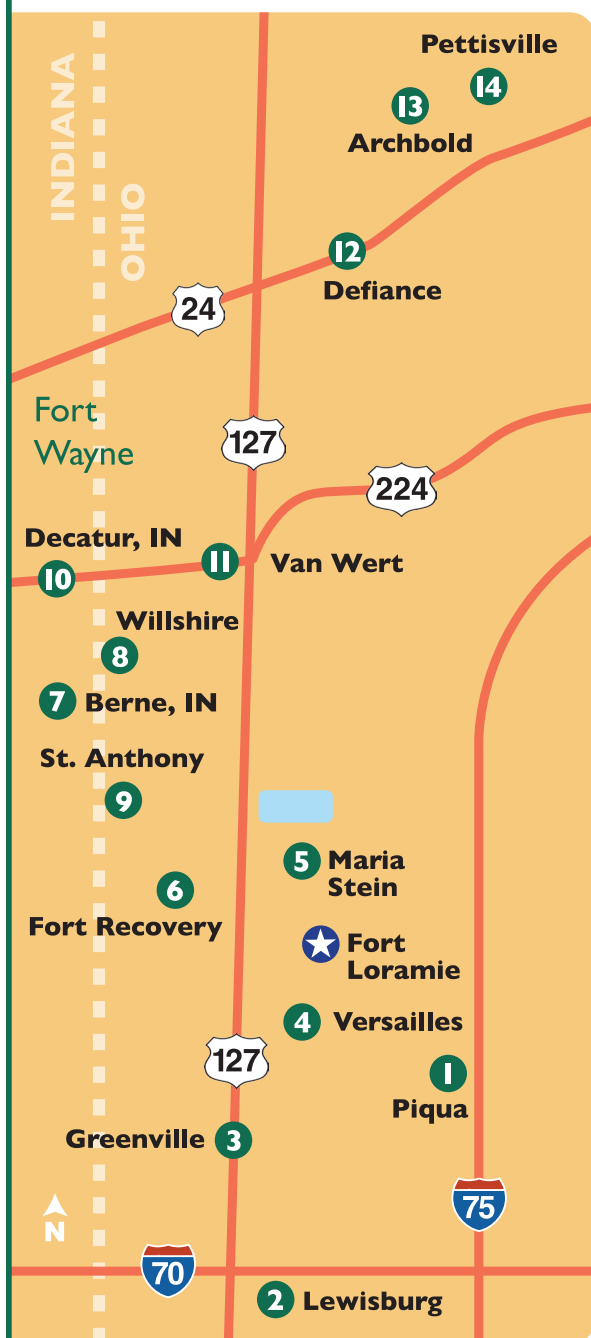 Pettisville
14
13
Archbold
INDIANA
OHIO
12
Defiance
24
Fort
Wayne
127
224
Decatur, IN
11
Van Wert
10
Willshire
8
7
Berne, IN
St. Anthony
9
5
Maria
Stein
6
Fort Recovery
Fort
Loramie
4
Versailles
127
1
Piqua
Greenville
3
N
75
70
2
Lewisburg